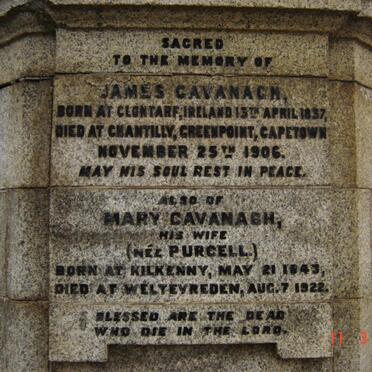 SACRED
TO THE MEMORY OF
JAMES CAVANAGH,
BORN AT CLONTARF, IRELAND 13TH APRIL 1837,
DIED AT CHANTILLY, GREENPOINT, CAPETOWN
NOVEMBER 25TH 1906.
MAY HIS SOUL REST IN PEACE.
ALSO OF
MARY CAVANAGH,
HIS WIFE
(NÉE PURCELL.)
BORN AT KILKENNY, MAY 21 1843,
DIED AT WELTEVREDEN, AUG. 7 1922.
BLESSED ARE THE DEAD
WHO DIE IN THE LORD.